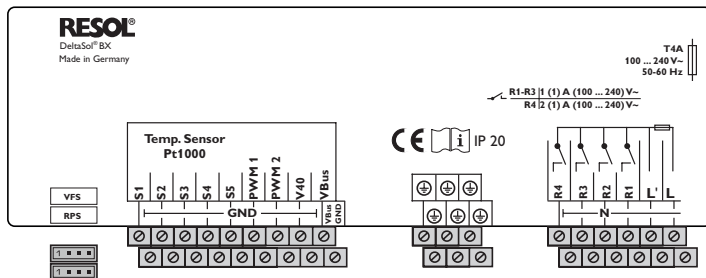 RESOL®
DeltaSol® BX
Made in Germany
T4A
100 ... 240 V~
50-60 Hz
R1-R3 1 (1) A (100 ... 240) V~
R4 2 (1) A (100 ... 240) V~
Temp. Sensor
Pt1000
CE i IP 20
VFS
RPS
S1 S2 S3 S4 S5 PWM 1 PWM 2 V40 VBus
GND
VBus GND
R4 R3 R2 R1 L' L
N
1
1